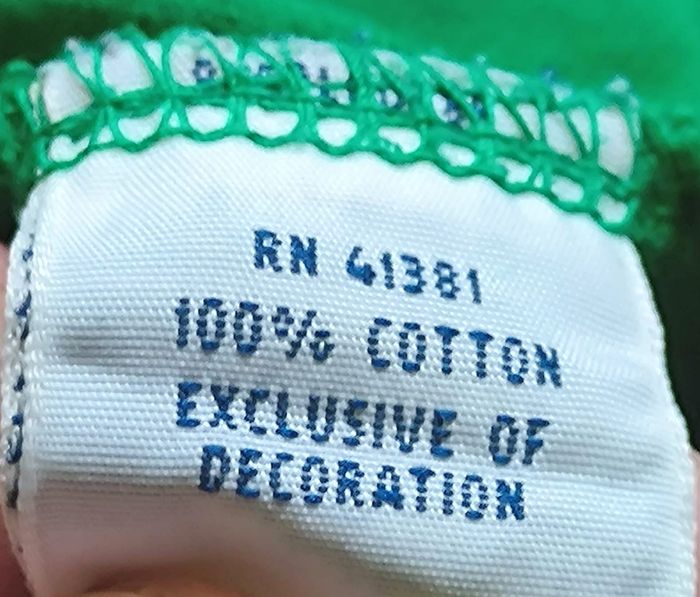 RN 41381
100% COTTON
EXCLUSIVE OF
DECORATION